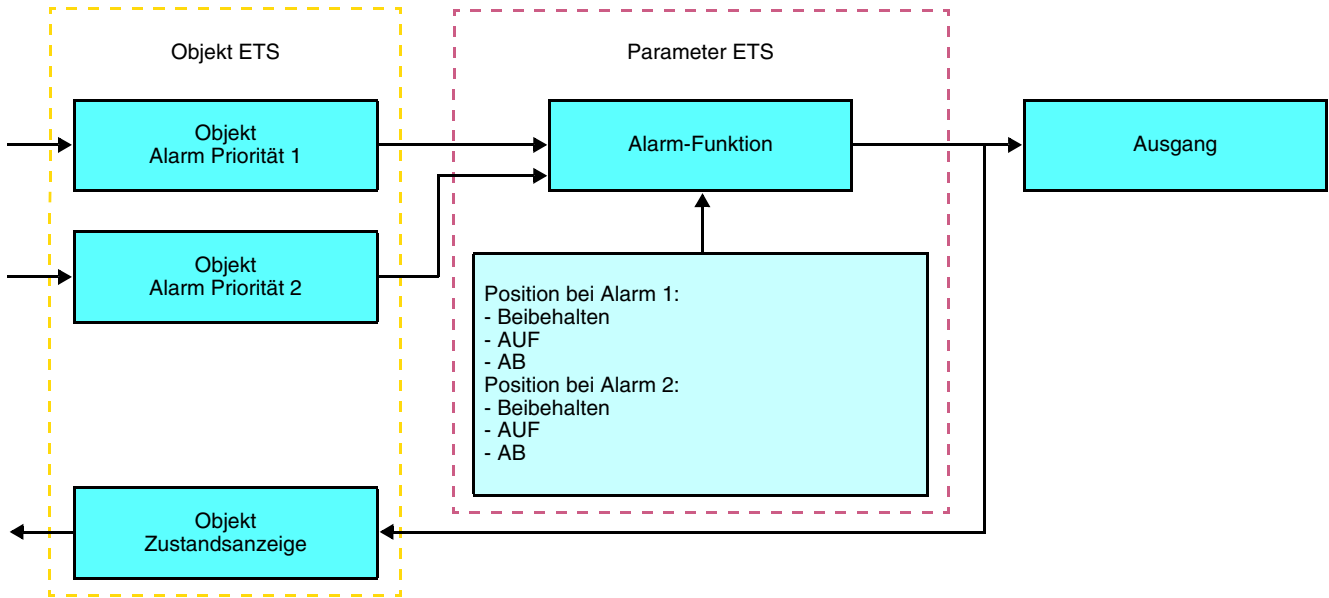 Objekt ETS
Parameter ETS
Objekt
Alarm Priorität 1
Alarm-Funktion
Ausgang
Objekt
Alarm Priorität 2
Position bei Alarm 1:
- Beibehalten
- AUF
- AB
Position bei Alarm 2:
- Beibehalten
- AUF
- AB
Objekt
Zustandsanzeige